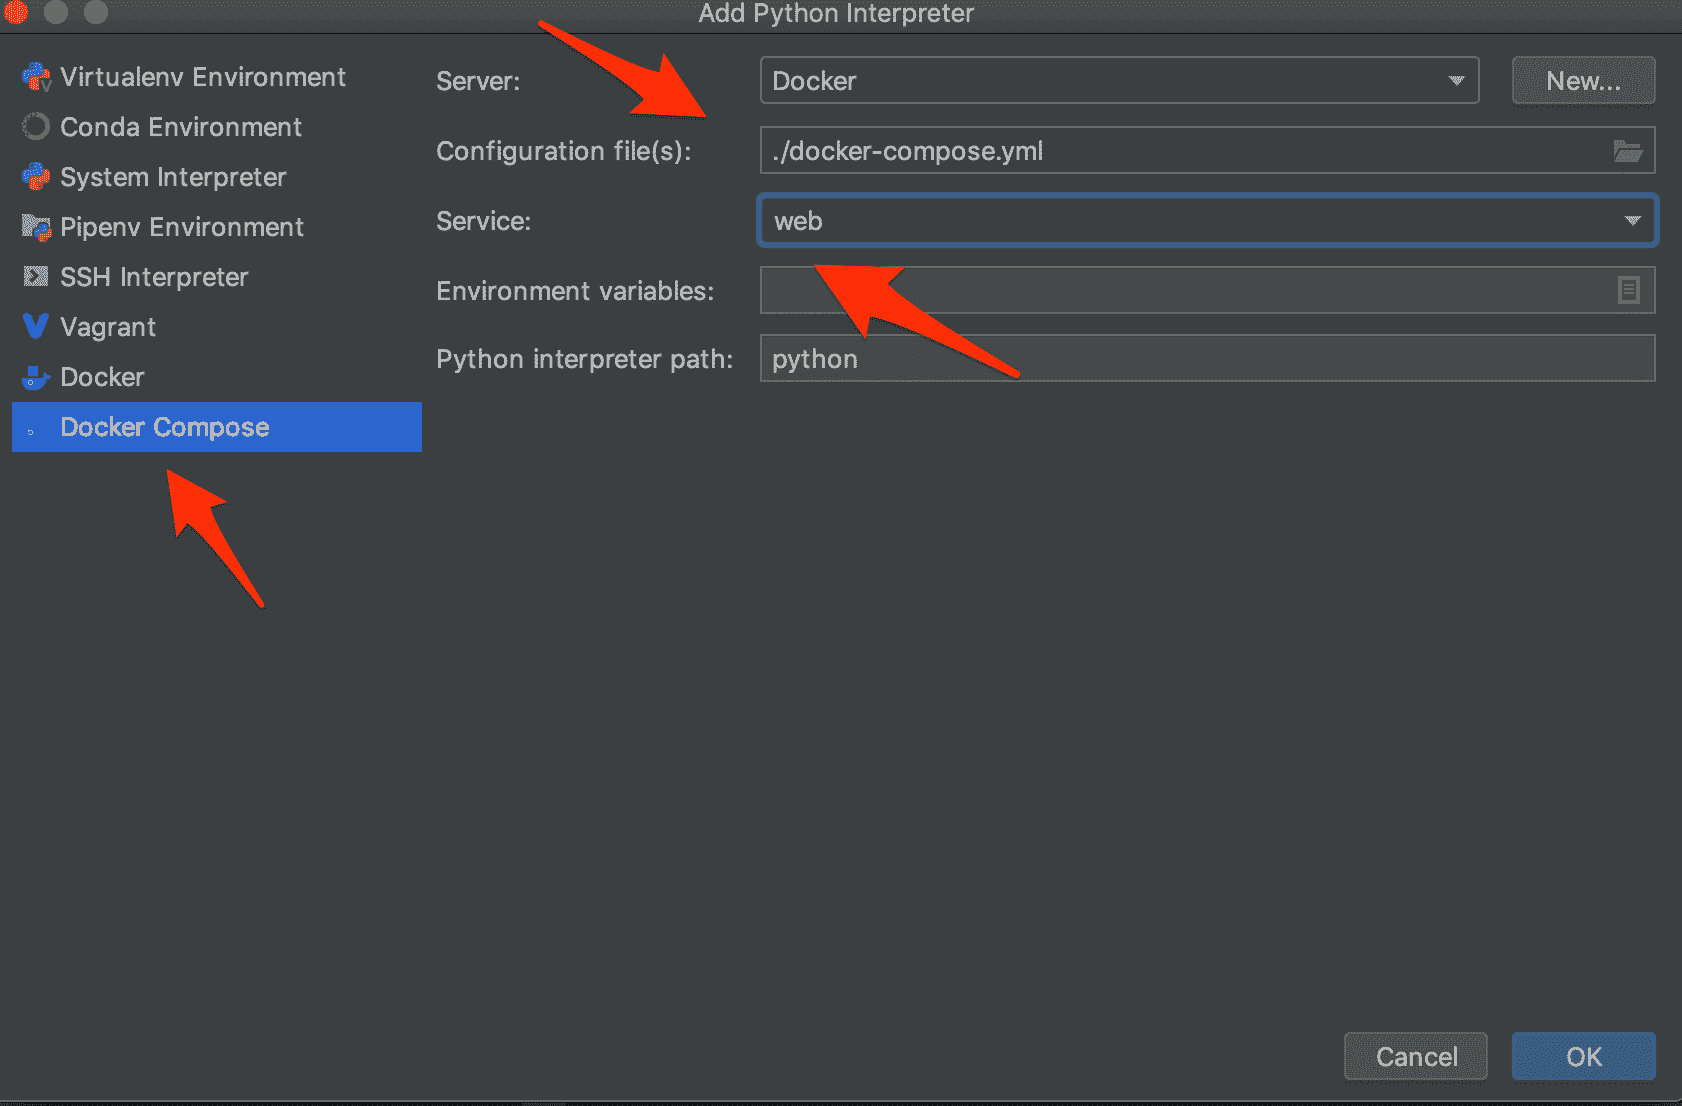 Add Python Interpreter
Virtualenv Environment
Conda Environment
System Interpreter
Pipenv Environment
SSH Interpreter
Vagrant
Docker
Docker Compose
Server: Docker New...
Configuration file(s): ./docker-compose.yml
Service: web
Environment variables:
Python interpreter path: python
Cancel OK